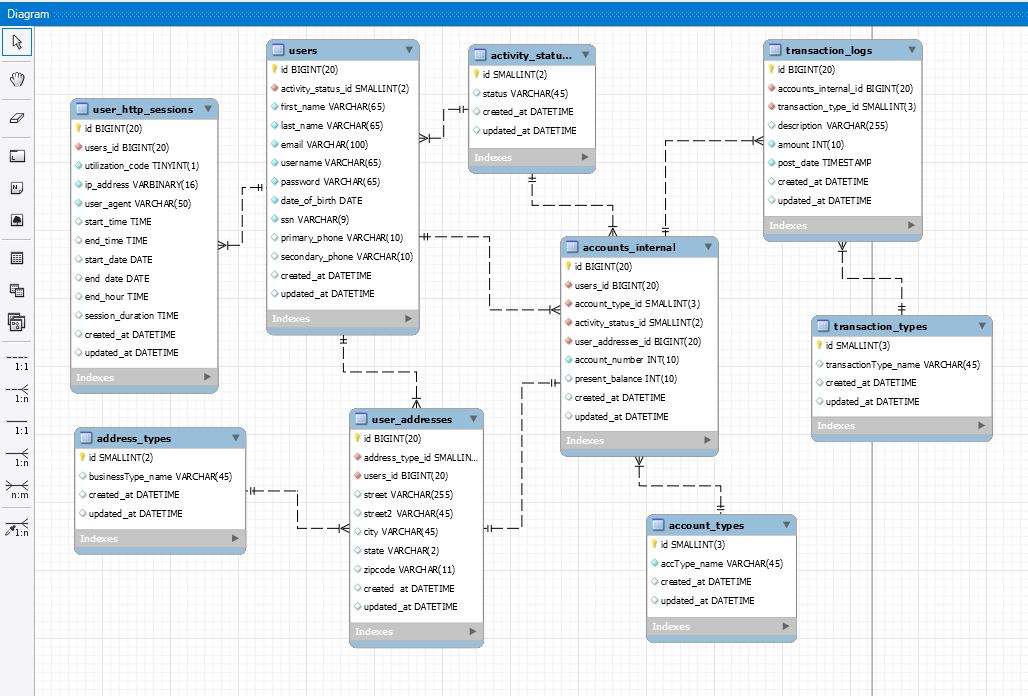 Diagram
users
id BIGINT(20)
activity_status_id SMALLINT(2)
first_name VARCHAR(65)
last_name VARCHAR(65)
email VARCHAR(100)
username VARCHAR(65)
password VARCHAR(65)
date_of_birth DATE
ssn VARCHAR(9)
primary_phone VARCHAR(10)
secondary_phone VARCHAR(10)
created_at DATETIME
updated_at DATETIME
Indexes
activity_statu...
id SMALLINT(2)
status VARCHAR(45)
created_at DATETIME
updated_at DATETIME
Indexes
transaction_logs
id BIGINT(20)
accounts_internal_id BIGINT(20)
transaction_type_id SMALLINT(3)
description VARCHAR(255)
amount INT(10)
post_date TIMESTAMP
created_at DATETIME
updated_at DATETIME
Indexes
user_http_sessions
id BIGINT(20)
users_id BIGINT(20)
utilization_code TINYINT(1)
ip_address VARBINARY(16)
user_agent VARCHAR(50)
start_time TIME
end_time TIME
start_date DATE
end_date DATE
end_hour TIME
session_duration TIME
created_at DATETIME
updated_at DATETIME
Indexes
accounts_internal
id BIGINT(20)
users_id BIGINT(20)
account_type_id SMALLINT(3)
activity_status_id SMALLINT(2)
user_addresses_id BIGINT(20)
account_number INT(10)
present_balance INT(10)
created_at DATETIME
updated_at DATETIME
Indexes
transaction_types
id SMALLINT(3)
transactionType_name VARCHAR(45)
created_at DATETIME
updated_at DATETIME
Indexes
address_types
id SMALLINT(2)
businessType_name VARCHAR(45)
created_at DATETIME
updated_at DATETIME
Indexes
user_addresses
id BIGINT(20)
address_type_id SMALLIN...
users_id BIGINT(20)
street VARCHAR(255)
street2 VARCHAR(45)
city VARCHAR(45)
state VARCHAR(2)
zipcode VARCHAR(11)
created_at DATETIME
updated_at DATETIME
Indexes
account_types
id SMALLINT(3)
accType_name VARCHAR(45)
created_at DATETIME
updated_at DATETIME
Indexes
1:1
1:n
1:1
1:n
n:m
1:n